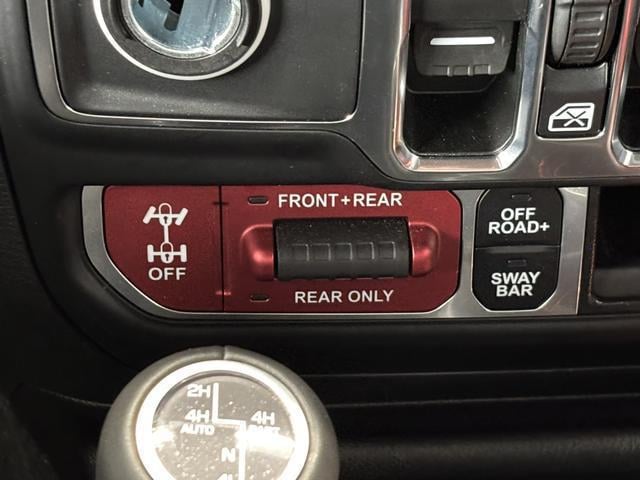 FRONT+REAR
OFF
REAR ONLY
OFF
ROAD+
SWAY
BAR
2H
4H 4H
AUTO PART
N